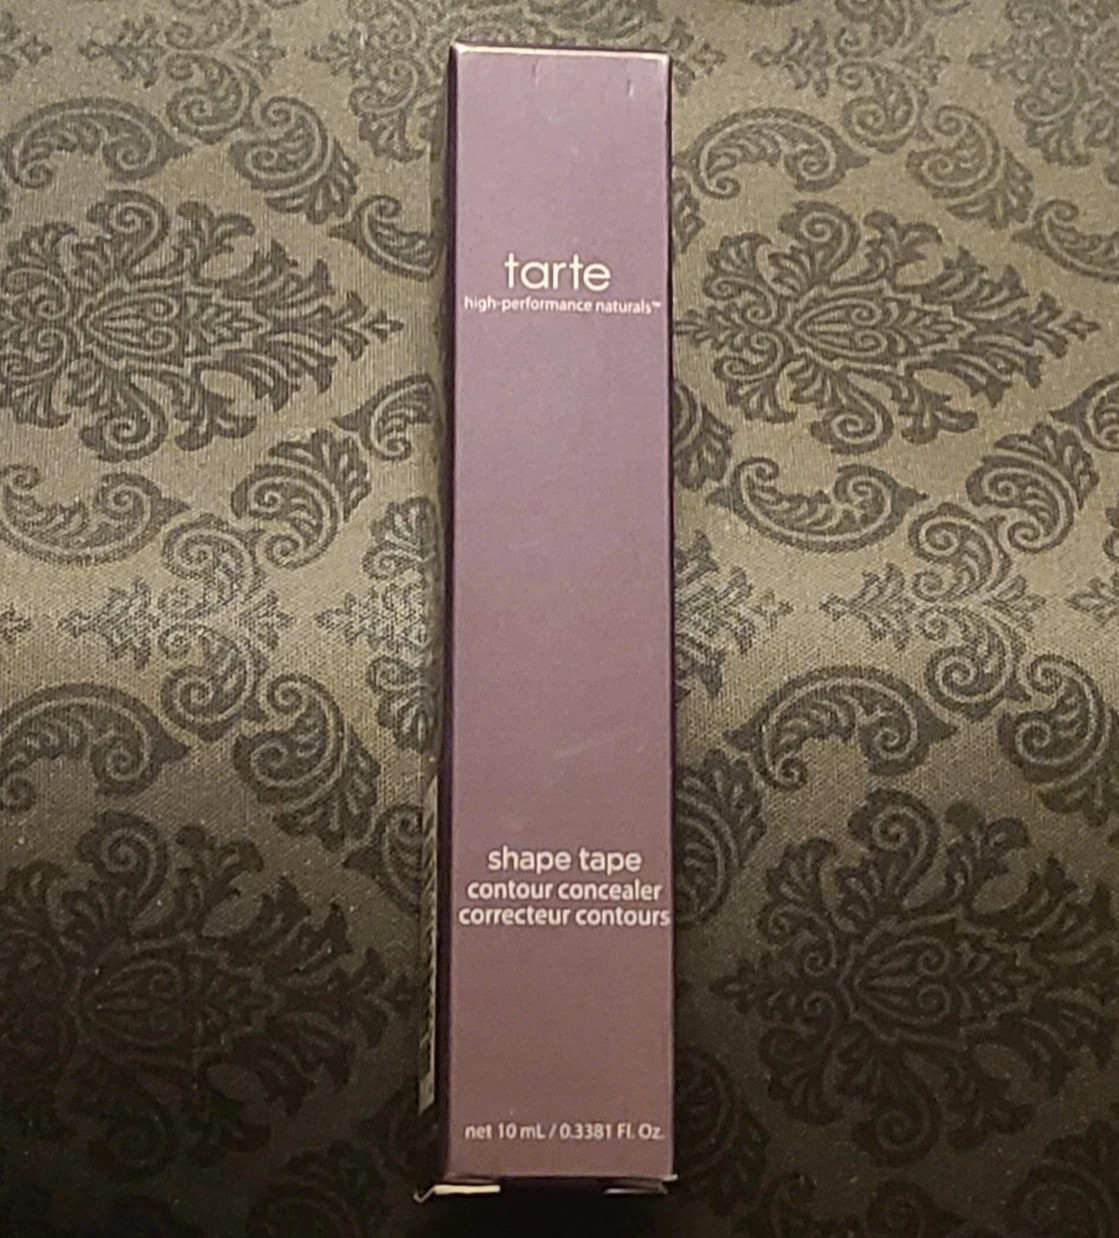 tarte
high-performance naturals™
shape tape
contour concealer
correcteur contours
net 10 mL / 0.3381 Fl. Oz.